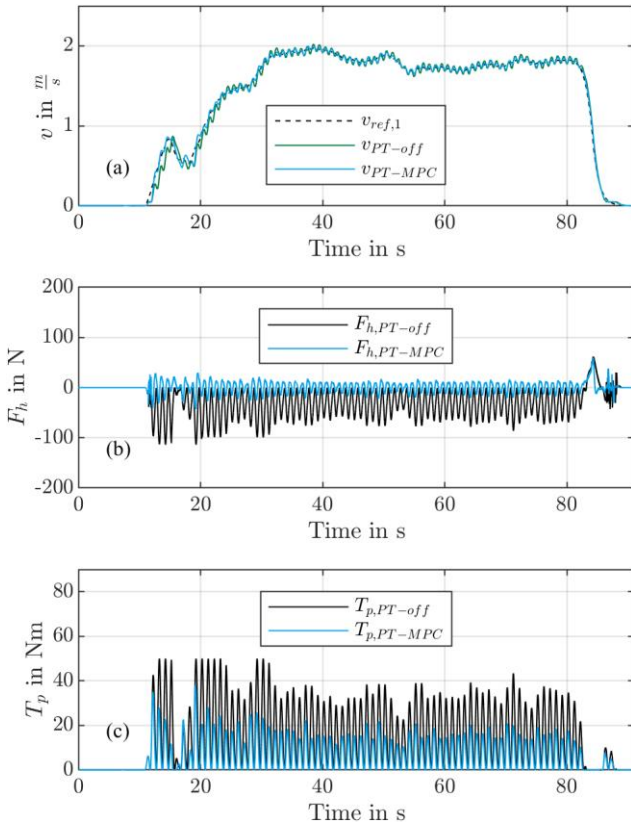 2
v in m/s
1
0
(a)
v_{ref,1}
v_{PT-off}
v_{PT-MPC}
0 20 40 60 80
Time in s
200
100
F_h in N
0
-100
-200
(b)
F_{h,PT-off}
F_{h,PT-MPC}
0 20 40 60 80
Time in s
80
60
T_p in Nm
40
20
0
(c)
T_{p,PT-off}
T_{p,PT-MPC}
0 20 40 60 80
Time in s